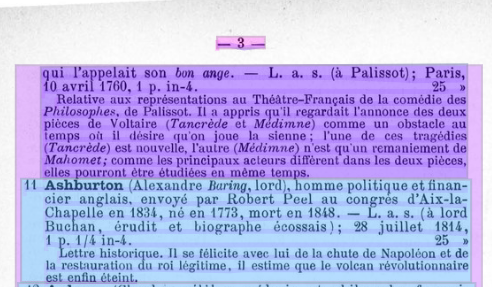 — 3 —
qui l'appelait son bon ange. — L. a. s. (à Palissot); Paris,
10 avril 1760, 1 p. in-4. 25 »
Relative aux représentations au Théâtre-Français de la comédie des
Philosophes, de Palissot. Il a appris qu'il regardait l'annonce des deux
pièces de Voltaire (Tancrède et Médimne) comme un obstacle au
temps où il désire qu'on joue la sienne; l'une de ces tragédies
(Tancrède) est nouvelle, l'autre (Médimne) n'est qu'un remaniement de
Mahomet; comme les principaux acteurs diffèrent dans les deux pièces,
elles pourront être étudiées en même temps.
11 Ashburton (Alexandre Baring, lord), homme politique et finan-
cier anglais, envoyé par Robert Peel au congrès d'Aix-la-
Chapelle en 1834, né en 1773, mort en 1848. — L. a. s. (à lord
Buchan, érudit et biographe écossais); 28 juillet 1814,
1 p. 1/4 in-4. 25 »
Lettre historique. Il se félicite avec lui de la chute de Napoléon et de
la restauration du roi légitime, il estime que le volcan révolutionnaire
est enfin éteint.